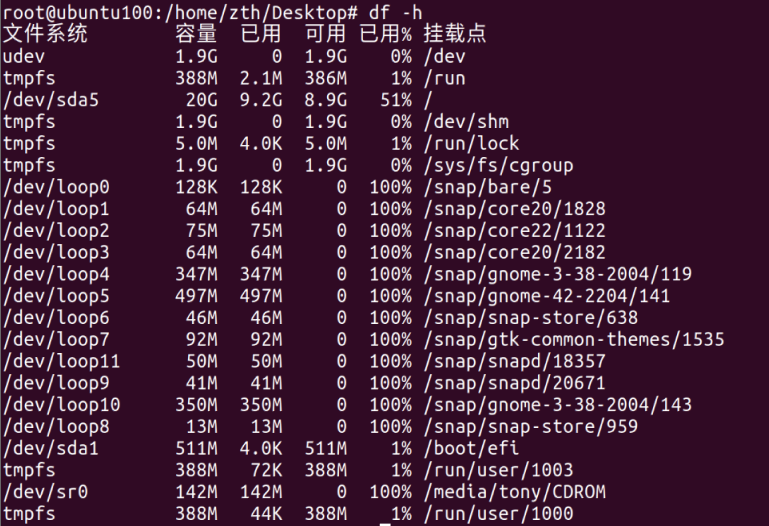 root@ubuntu100:/home/zth/Desktop# df -h
文件系统 容量 已用 可用 已用% 挂载点
udev 1.9G 0 1.9G 0% /dev
tmpfs 388M 2.1M 386M 1% /run
/dev/sda5 20G 9.2G 8.9G 51% /
tmpfs 1.9G 0 1.9G 0% /dev/shm
tmpfs 5.0M 4.0K 5.0M 1% /run/lock
tmpfs 1.9G 0 1.9G 0% /sys/fs/cgroup
/dev/loop0 128K 128K 0 100% /snap/bare/5
/dev/loop1 64M 64M 0 100% /snap/core20/1828
/dev/loop2 75M 75M 0 100% /snap/core22/1122
/dev/loop3 64M 64M 0 100% /snap/core20/2182
/dev/loop4 347M 347M 0 100% /snap/gnome-3-38-2004/119
/dev/loop5 497M 497M 0 100% /snap/gnome-42-2204/141
/dev/loop6 46M 46M 0 100% /snap/snap-store/638
/dev/loop7 92M 92M 0 100% /snap/gtk-common-themes/1535
/dev/loop11 50M 50M 0 100% /snap/snapd/18357
/dev/loop9 41M 41M 0 100% /snap/snapd/20671
/dev/loop10 350M 350M 0 100% /snap/gnome-3-38-2004/143
/dev/loop8 13M 13M 0 100% /snap/snap-store/959
/dev/sda1 511M 4.0K 511M 1% /boot/efi
tmpfs 388M 72K 388M 1% /run/user/1003
/dev/sr0 142M 142M 0 100% /media/tony/CDROM
tmpfs 388M 44K 388M 1% /run/user/1000